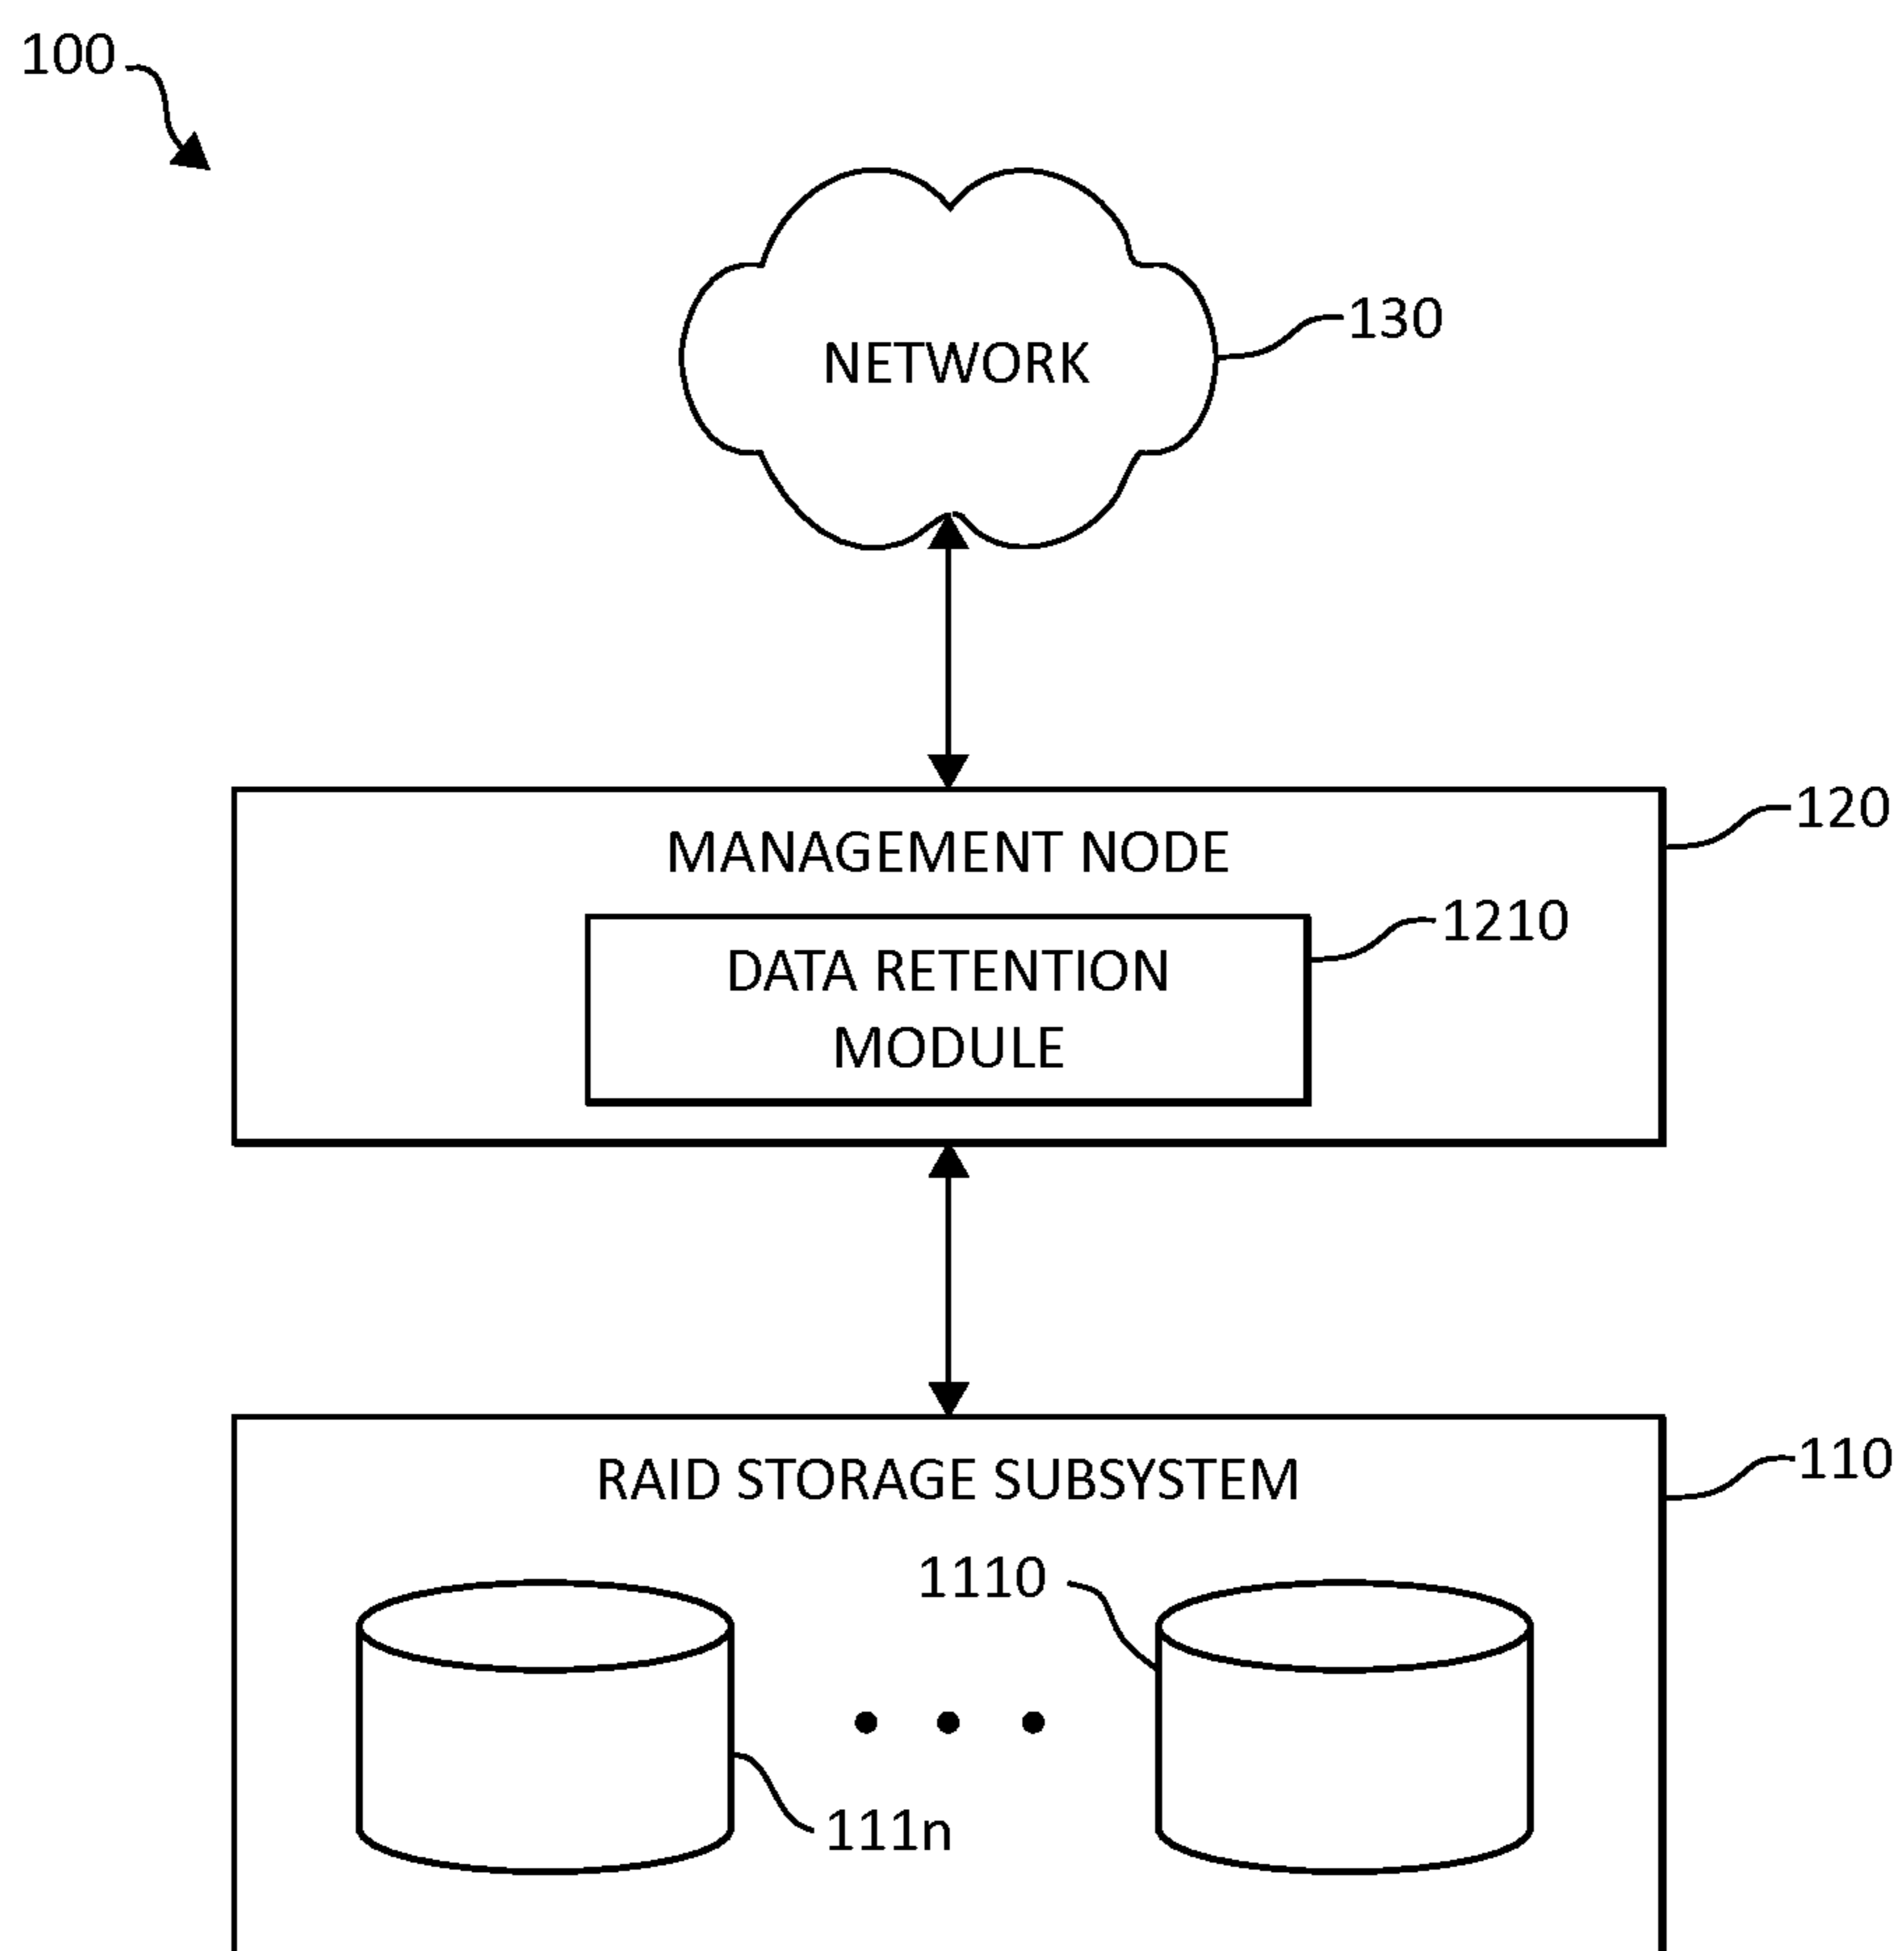 100
NETWORK
130
MANAGEMENT NODE
120
DATA RETENTION
MODULE
1210
RAID STORAGE SUBSYSTEM
110
1110
111n